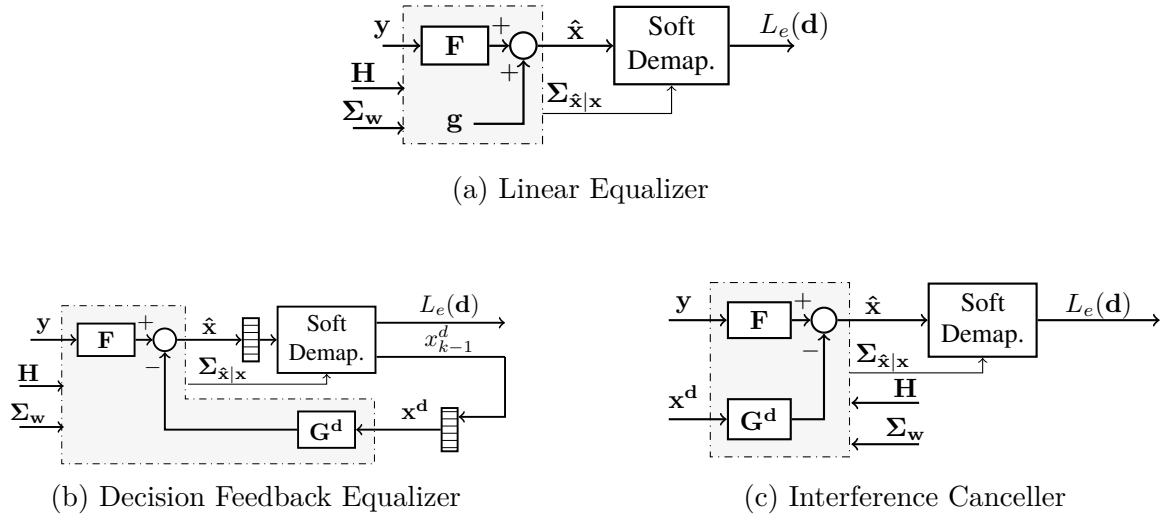 y
F
+
x̂
Soft
Demap.
L_e(d)
H
+
Σ_x̂|x
Σ_w
g
(a) Linear Equalizer
y
F
+
x̂
Soft
Demap.
L_e(d)
x^d_{k−1}
−
Σ_x̂|x
H
Σ_w
G^d
x^d
(b) Decision Feedback Equalizer
y
F
+
x̂
Soft
Demap.
L_e(d)
−
Σ_x̂|x
x^d
G^d
H
Σ_w
(c) Interference Canceller